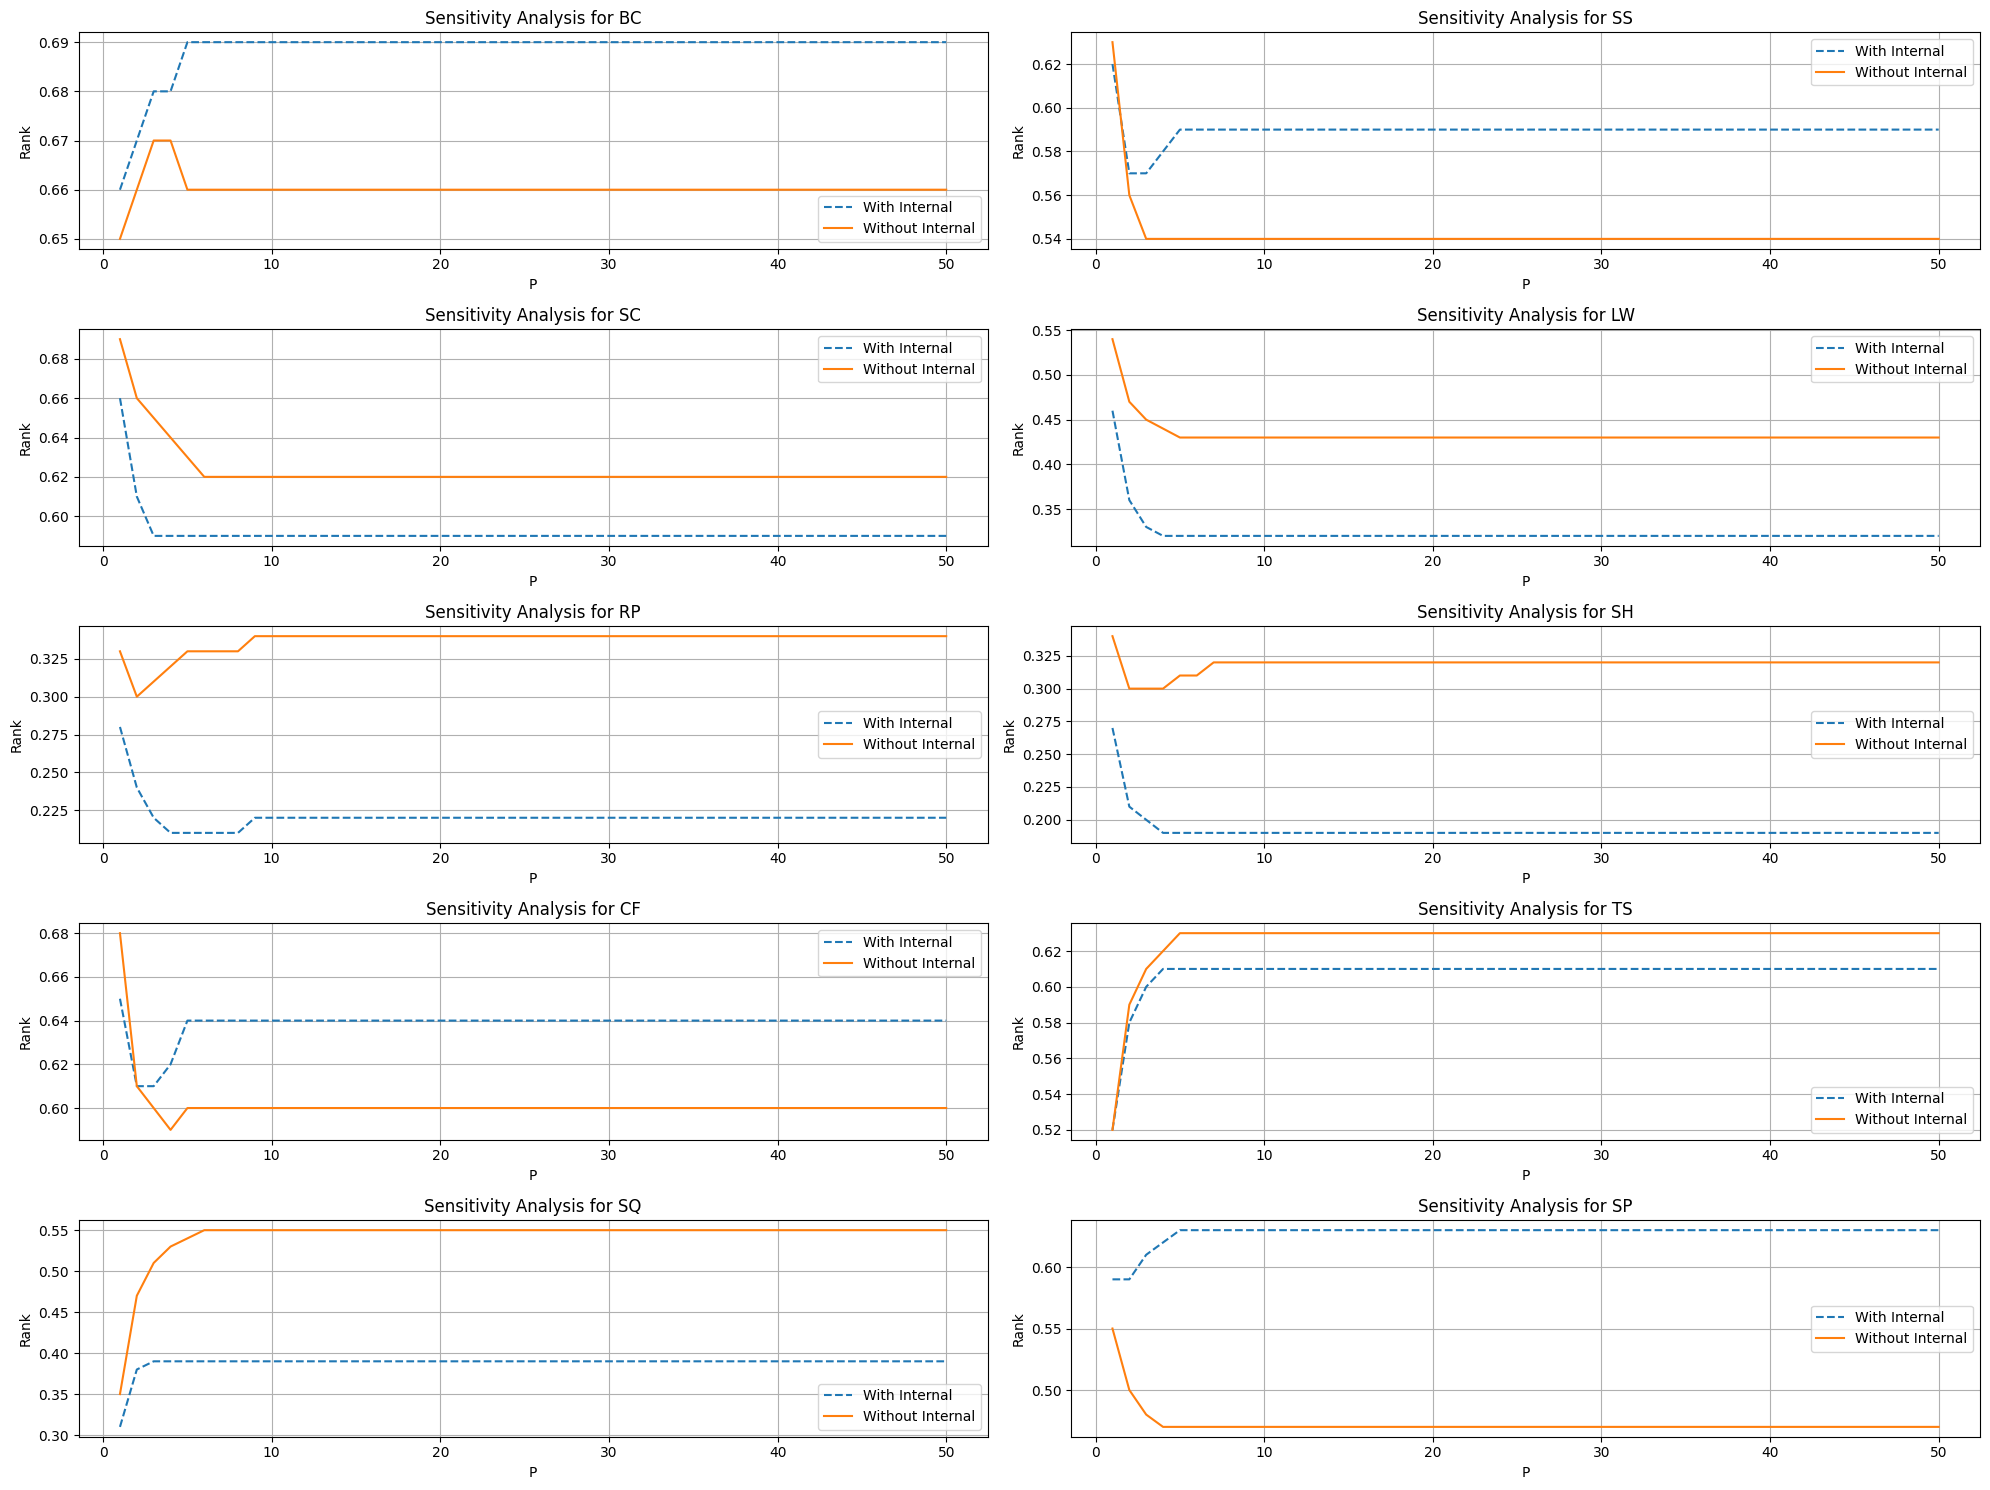 Sensitivity Analysis for BC
0.69
0.68
0.67
0.66
0.65
Rank
With Internal
Without Internal
0 10 20 30 40 50
P
Sensitivity Analysis for SS
0.62
0.60
0.58
0.56
0.54
Rank
With Internal
Without Internal
0 10 20 30 40 50
P
Sensitivity Analysis for SC
0.68
0.66
0.64
0.62
0.60
Rank
With Internal
Without Internal
0 10 20 30 40 50
P
Sensitivity Analysis for LW
0.55
0.50
0.45
0.40
0.35
Rank
With Internal
Without Internal
0 10 20 30 40 50
P
Sensitivity Analysis for RP
0.325
0.300
0.275
0.250
0.225
Rank
With Internal
Without Internal
0 10 20 30 40 50
P
Sensitivity Analysis for SH
0.325
0.300
0.275
0.250
0.225
0.200
Rank
With Internal
Without Internal
0 10 20 30 40 50
P
Sensitivity Analysis for CF
0.68
0.66
0.64
0.62
0.60
Rank
With Internal
Without Internal
0 10 20 30 40 50
P
Sensitivity Analysis for TS
0.62
0.60
0.58
0.56
0.54
0.52
Rank
With Internal
Without Internal
0 10 20 30 40 50
P
Sensitivity Analysis for SQ
0.55
0.50
0.45
0.40
0.35
0.30
Rank
With Internal
Without Internal
0 10 20 30 40 50
P
Sensitivity Analysis for SP
0.60
0.55
0.50
Rank
With Internal
Without Internal
0 10 20 30 40 50
P